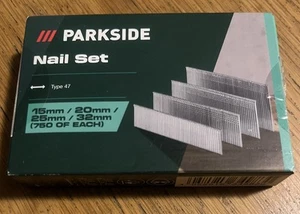 PARKSIDE
Nail Set
Type 47
15mm / 20mm /
25mm / 32mm
(750 OF EACH)